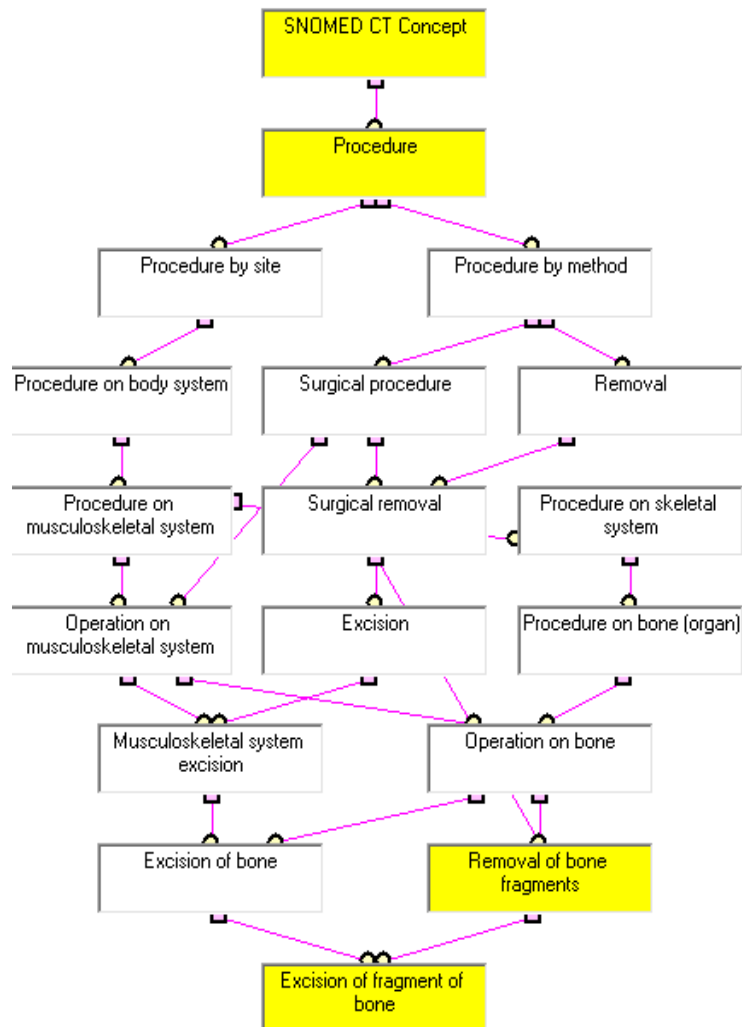 SNOMED CT Concept
Procedure
Procedure by site
Procedure by method
Procedure on body system
Surgical procedure
Removal
Procedure on
musculoskeletal system
Surgical removal
Procedure on skeletal
system
Operation on
musculoskeletal system
Excision
Procedure on bone (organ)
Musculoskeletal system
excision
Operation on bone
Excision of bone
Removal of bone
fragments
Excision of fragment of
bone